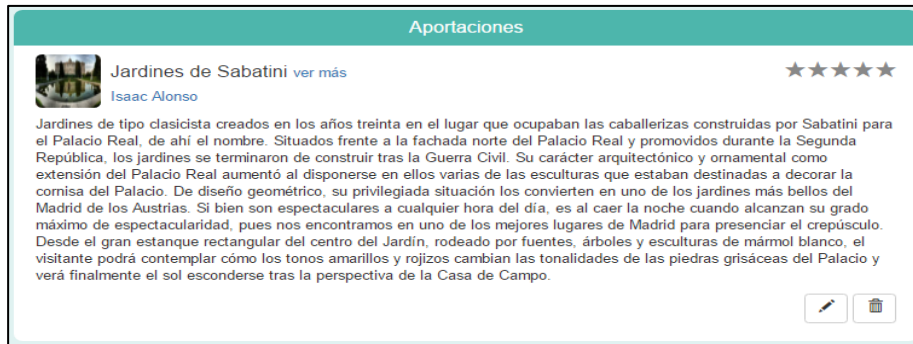 Aportaciones
Jardines de Sabatini ver más
Isaac Alonso
Jardines de tipo clasicista creados en los años treinta en el lugar que ocupaban las caballerizas construidas por Sabatini para
el Palacio Real, de ahí el nombre. Situados frente a la fachada norte del Palacio Real y promovidos durante la Segunda
República, los jardines se terminaron de construir tras la Guerra Civil. Su carácter arquitectónico y ornamental como
extensión del Palacio Real aumentó al disponerse en ellos varias de las esculturas que estaban destinadas a decorar la
cornisa del Palacio. De diseño geométrico, su privilegiada situación los convierten en uno de los jardines más bellos del
Madrid de los Austrias. Si bien son espectaculares a cualquier hora del día, es al caer la noche cuando alcanzan su grado
máximo de espectacularidad, pues nos encontramos en uno de los mejores lugares de Madrid para presenciar el crepúsculo.
Desde el gran estanque rectangular del centro del Jardín, rodeado por fuentes, árboles y esculturas de mármol blanco, el
visitante podrá contemplar cómo los tonos amarillos y rojizos cambian las tonalidades de las piedras grisáceas del Palacio y
verá finalmente el sol esconderse tras la perspectiva de la Casa de Campo.